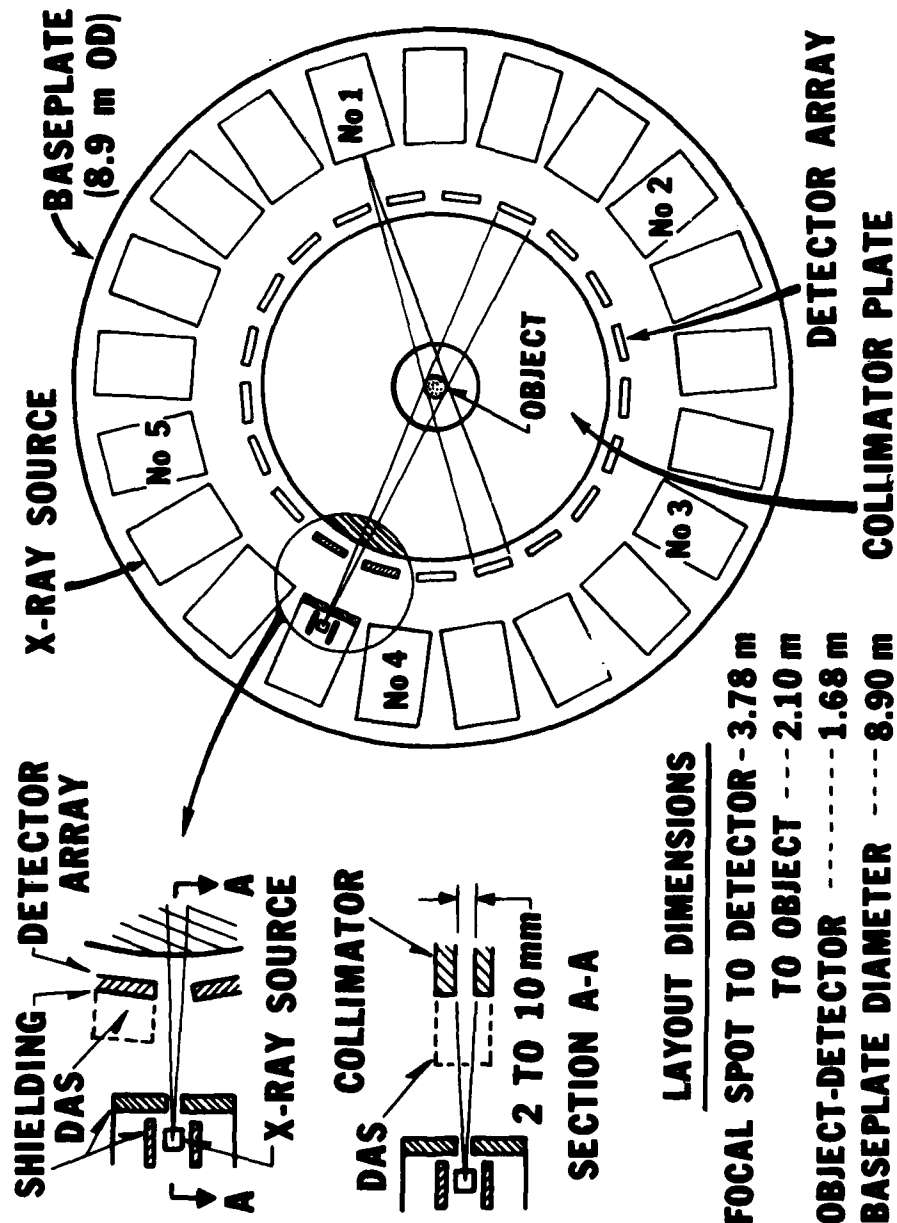 SHIELDING
DAS
DETECTOR
ARRAY
A
A
X-RAY SOURCE
DAS
COLLIMATOR
2 TO 10 mm
SECTION A-A
X-RAY SOURCE
BASEPLATE
(8.9 m OD)
No 1
No 2
No 3
No 4
No 5
OBJECT
DETECTOR ARRAY
COLLIMATOR PLATE
LAYOUT DIMENSIONS
FOCAL SPOT TO DETECTOR - 3.78 m
TO OBJECT --- 2.10 m
OBJECT-DETECTOR -------- 1.68 m
BASEPLATE DIAMETER ---- 8.90 m